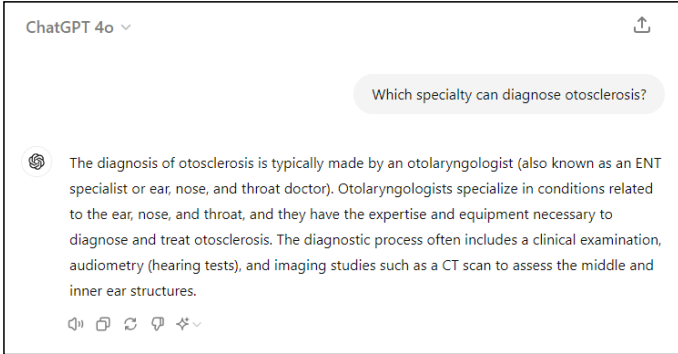 ChatGPT 4o
Which specialty can diagnose otosclerosis?
The diagnosis of otosclerosis is typically made by an otolaryngologist (also known as an ENT
specialist or ear, nose, and throat doctor). Otolaryngologists specialize in conditions related
to the ear, nose, and throat, and they have the expertise and equipment necessary to
diagnose and treat otosclerosis. The diagnostic process often includes a clinical examination,
audiometry (hearing tests), and imaging studies such as a CT scan to assess the middle and
inner ear structures.